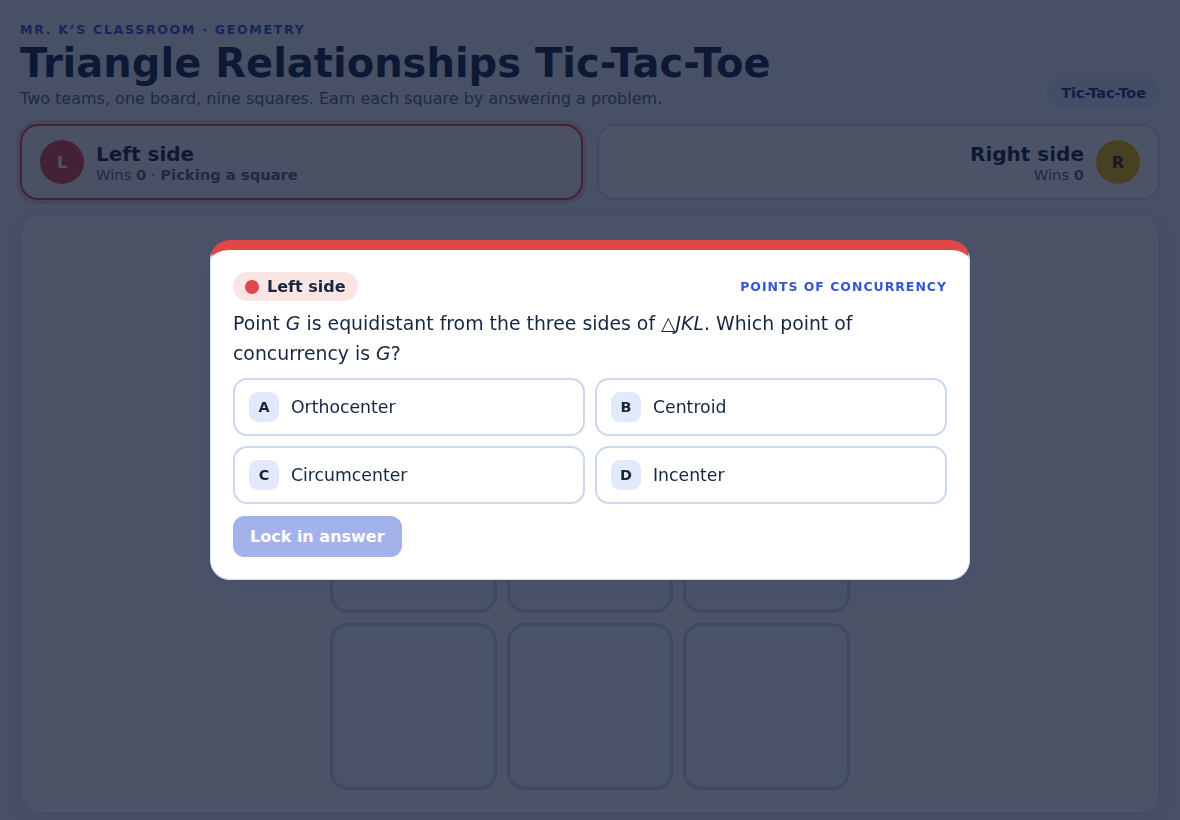 MR. K’S CLASSROOM · GEOMETRY
Triangle Relationships Tic-Tac-Toe
Two teams, one board, nine squares. Earn each square by answering a problem.
Tic-Tac-Toe
L
Left side
Wins 0 · Picking a square
Right side
Wins 0
R
Left side
POINTS OF CONCURRENCY
Point G is equidistant from the three sides of △JKL. Which point of
concurrency is G?
A Orthocenter
B Centroid
C Circumcenter
D Incenter
Lock in answer